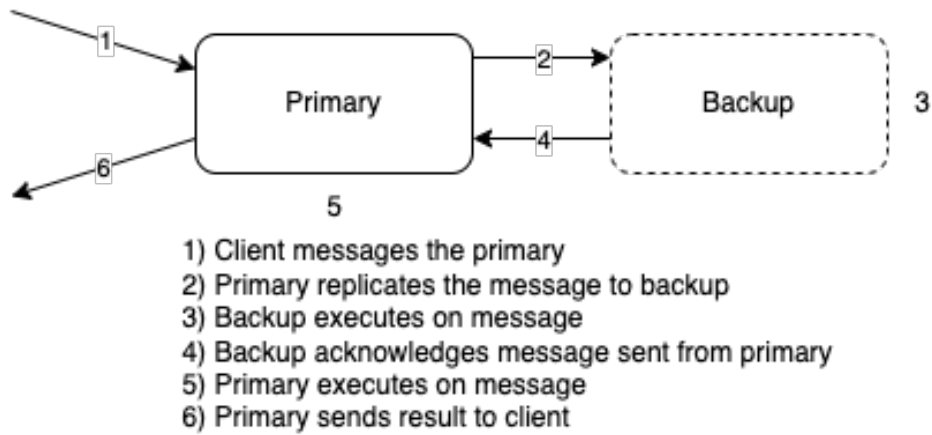 1
Primary
2
Backup
3
4
6
5
1) Client messages the primary
2) Primary replicates the message to backup
3) Backup executes on message
4) Backup acknowledges message sent from primary
5) Primary executes on message
6) Primary sends result to client